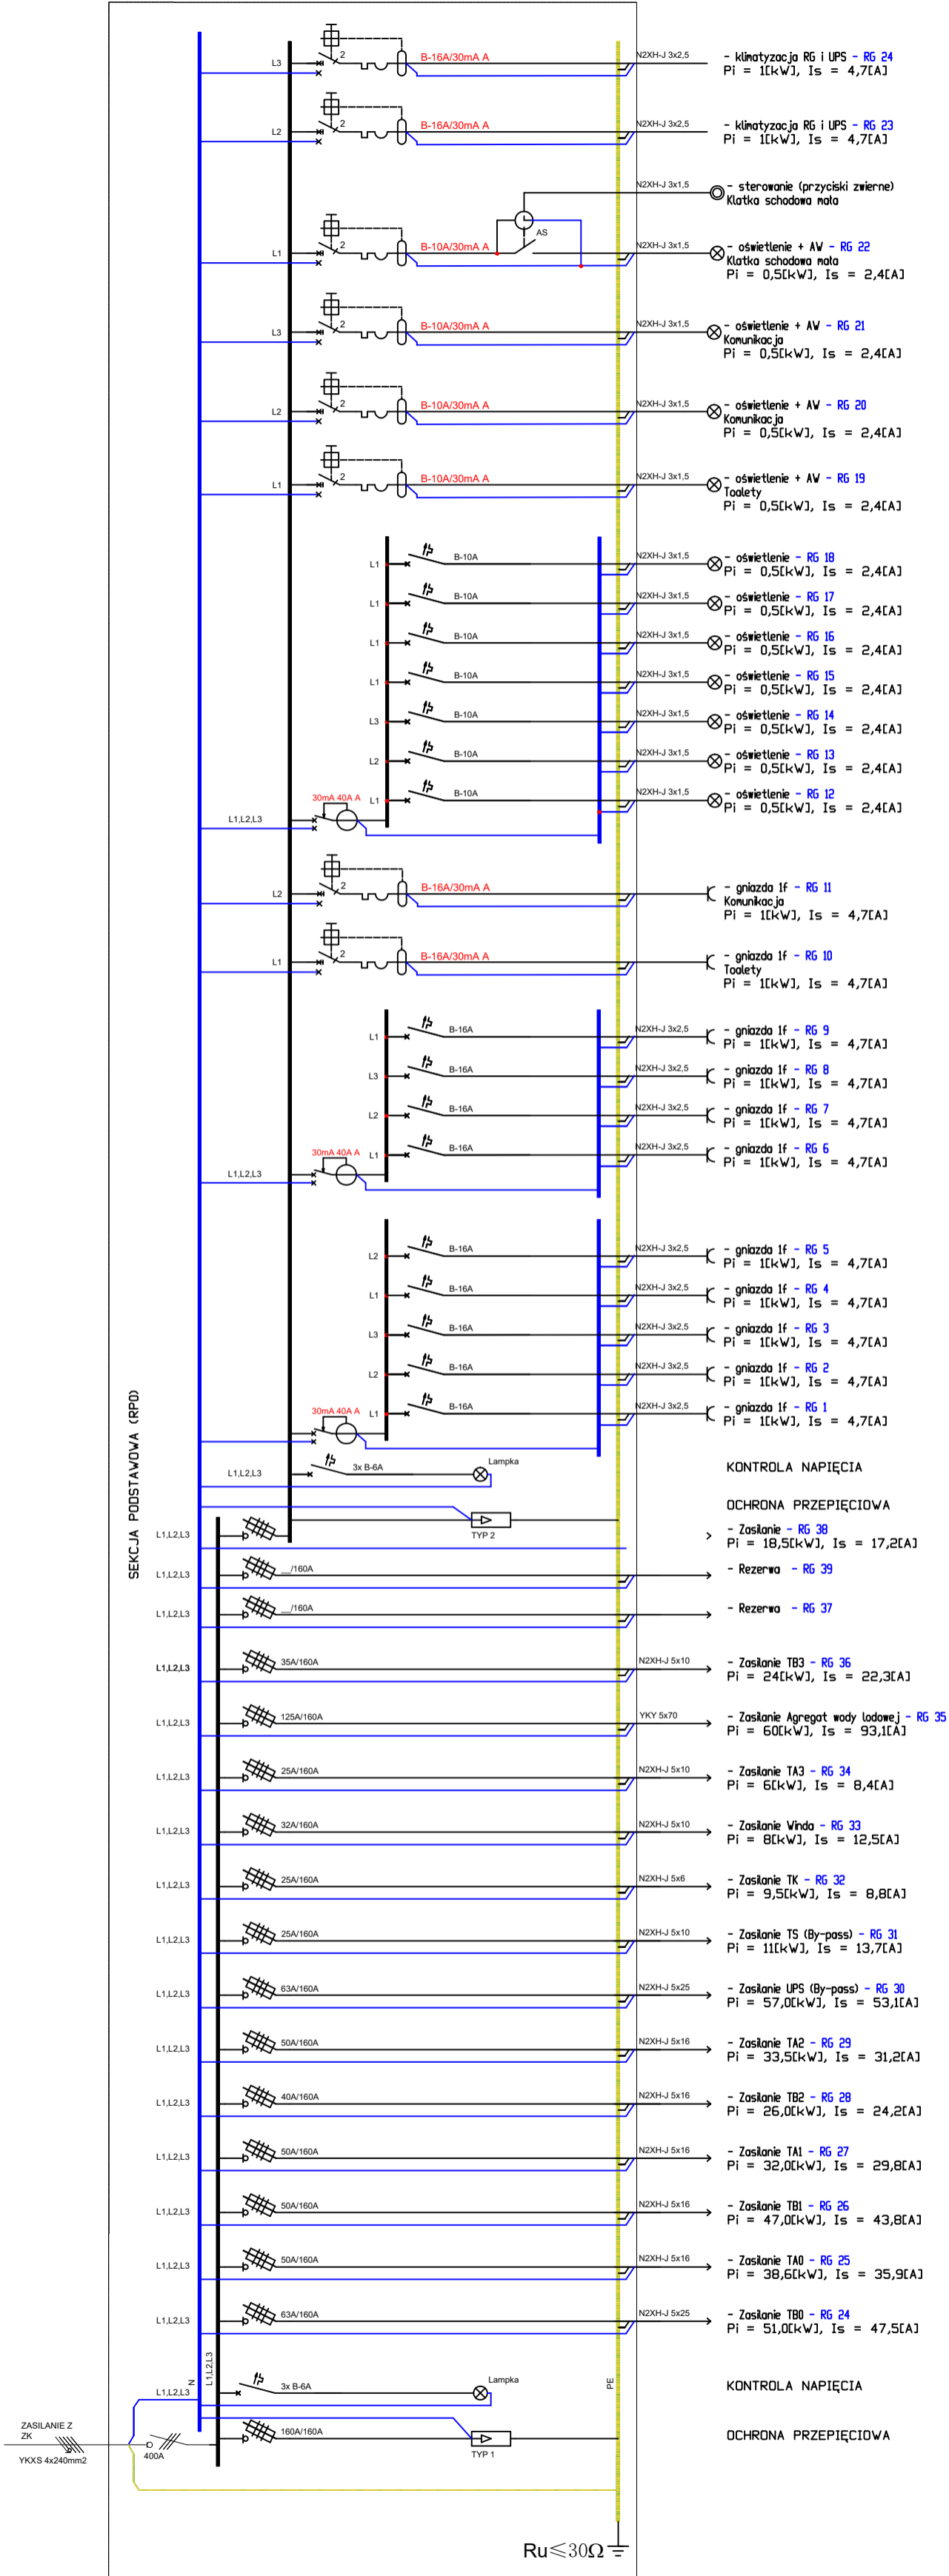 L3
2
B-16A/30mA A
N2XH-J 3x2,5
- klimatyzacja RG i UPS - RG 24
Pi = 1[kW], Is = 4,7[A]
L2
2
B-16A/30mA A
N2XH-J 3x2,5
- klimatyzacja RG i UPS - RG 23
Pi = 1[kW], Is = 4,7[A]
N2XH-J 3x1,5
- sterowanie (przyciski zwierne)
Klatka schodowa mała
AS
L1
2
B-10A/30mA A
N2XH-J 3x1,5
- oświetlenie + AW - RG 22
Klatka schodowa mała
Pi = 0,5[kW], Is = 2,4[A]
L3
2
B-10A/30mA A
N2XH-J 3x1,5
- oświetlenie + AW - RG 21
Komunikacja
Pi = 0,5[kW], Is = 2,4[A]
L2
2
B-10A/30mA A
N2XH-J 3x1,5
- oświetlenie + AW - RG 20
Komunikacja
Pi = 0,5[kW], Is = 2,4[A]
L1
2
B-10A/30mA A
N2XH-J 3x1,5
- oświetlenie + AW - RG 19
Toalety
Pi = 0,5[kW], Is = 2,4[A]
L1
B-10A
N2XH-J 3x1,5
- oświetlenie - RG 18
Pi = 0,5[kW], Is = 2,4[A]
L1
B-10A
N2XH-J 3x1,5
- oświetlenie - RG 17
Pi = 0,5[kW], Is = 2,4[A]
L1
B-10A
N2XH-J 3x1,5
- oświetlenie - RG 16
Pi = 0,5[kW], Is = 2,4[A]
L1
B-10A
N2XH-J 3x1,5
- oświetlenie - RG 15
Pi = 0,5[kW], Is = 2,4[A]
L3
B-10A
N2XH-J 3x1,5
- oświetlenie - RG 14
Pi = 0,5[kW], Is = 2,4[A]
L2
B-10A
N2XH-J 3x1,5
- oświetlenie - RG 13
Pi = 0,5[kW], Is = 2,4[A]
L1
B-10A
N2XH-J 3x1,5
- oświetlenie - RG 12
Pi = 0,5[kW], Is = 2,4[A]
30mA 40A A
L1,L2,L3
L2
2
B-16A/30mA A
N2XH-J 3x2,5
- gniazda 1f - RG 11
Komunikacja
Pi = 1[kW], Is = 4,7[A]
L1
2
B-16A/30mA A
N2XH-J 3x2,5
- gniazda 1f - RG 10
Toalety
Pi = 1[kW], Is = 4,7[A]
L1
B-16A
N2XH-J 3x2,5
- gniazda 1f - RG 9
Pi = 1[kW], Is = 4,7[A]
L3
B-16A
N2XH-J 3x2,5
- gniazda 1f - RG 8
Pi = 1[kW], Is = 4,7[A]
L2
B-16A
N2XH-J 3x2,5
- gniazda 1f - RG 7
Pi = 1[kW], Is = 4,7[A]
L1
B-16A
N2XH-J 3x2,5
- gniazda 1f - RG 6
Pi = 1[kW], Is = 4,7[A]
30mA 40A A
L1,L2,L3
L2
B-16A
N2XH-J 3x2,5
- gniazda 1f - RG 5
Pi = 1[kW], Is = 4,7[A]
L1
B-16A
N2XH-J 3x2,5
- gniazda 1f - RG 4
Pi = 1[kW], Is = 4,7[A]
L3
B-16A
N2XH-J 3x2,5
- gniazda 1f - RG 3
Pi = 1[kW], Is = 4,7[A]
L2
B-16A
N2XH-J 3x2,5
- gniazda 1f - RG 2
Pi = 1[kW], Is = 4,7[A]
L1
B-16A
N2XH-J 3x2,5
- gniazda 1f - RG 1
Pi = 1[kW], Is = 4,7[A]
30mA 40A A
SEKCJA PODSTAWOWA (RP0)
L1,L2,L3
3x B-6A
Lampka
KONTROLA NAPIĘCIA
TYP 2
OCHRONA PRZEPIĘCIOWA
L1,L2,L3
- Zasilanie - RG 38
Pi = 18,5[kW], Is = 17,2[A]
L1,L2,L3
__/160A
- Rezerwa - RG 39
L1,L2,L3
__/160A
- Rezerwa - RG 37
L1,L2,L3
35A/160A
N2XH-J 5x10
- Zasilanie TB3 - RG 36
Pi = 24[kW], Is = 22,3[A]
L1,L2,L3
125A/160A
YKY 5x70
- Zasilanie Agregat wody lodowej - RG 35
Pi = 60[kW], Is = 93,1[A]
L1,L2,L3
25A/160A
N2XH-J 5x10
- Zasilanie TA3 - RG 34
Pi = 6[kW], Is = 8,4[A]
L1,L2,L3
32A/160A
N2XH-J 5x10
- Zasilanie Winda - RG 33
Pi = 8[kW], Is = 12,5[A]
L1,L2,L3
25A/160A
N2XH-J 5x6
- Zasilanie TK - RG 32
Pi = 9,5[kW], Is = 8,8[A]
L1,L2,L3
25A/160A
N2XH-J 5x10
- Zasilanie TS (By-pass) - RG 31
Pi = 11[kW], Is = 13,7[A]
L1,L2,L3
63A/160A
N2XH-J 5x25
- Zasilanie UPS (By-pass) - RG 30
Pi = 57,0[kW], Is = 53,1[A]
L1,L2,L3
50A/160A
N2XH-J 5x16
- Zasilanie TA2 - RG 29
Pi = 33,5[kW], Is = 31,2[A]
L1,L2,L3
40A/160A
N2XH-J 5x16
- Zasilanie TB2 - RG 28
Pi = 26,0[kW], Is = 24,2[A]
L1,L2,L3
50A/160A
N2XH-J 5x16
- Zasilanie TA1 - RG 27
Pi = 32,0[kW], Is = 29,8[A]
L1,L2,L3
50A/160A
N2XH-J 5x16
- Zasilanie TB1 - RG 26
Pi = 47,0[kW], Is = 43,8[A]
L1,L2,L3
50A/160A
N2XH-J 5x16
- Zasilanie TA0 - RG 25
Pi = 38,6[kW], Is = 35,9[A]
L1,L2,L3
63A/160A
N2XH-J 5x25
- Zasilanie TB0 - RG 24
Pi = 51,0[kW], Is = 47,5[A]
N
L1,L2,L3
PE
L1,L2,L3
3x B-6A
Lampka
KONTROLA NAPIĘCIA
ZASILANIE Z
ZK
YKXS 4x240mm2
400A
160A/160A
TYP 1
OCHRONA PRZEPIĘCIOWA
Ru≤30Ω